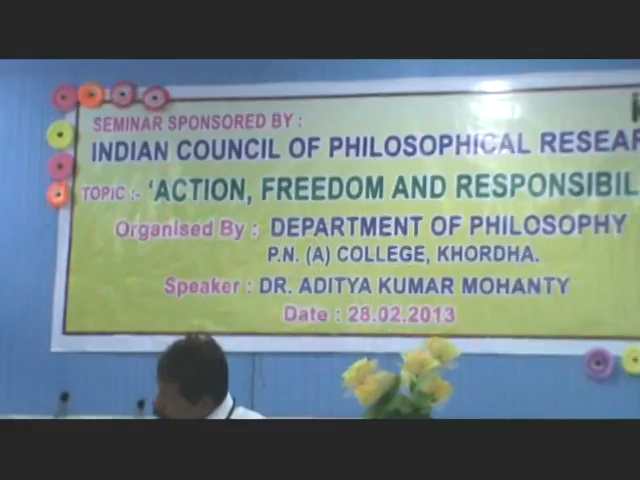 SEMINAR SPONSORED BY :
INDIAN COUNCIL OF PHILOSOPHICAL
TOPIC :- 'ACTION, FREEDOM AND
Organised By : DEPARTMENT OF PHILOSOPHY
P.N. (A) COLLEGE, KHORDHA.
Speaker : DR. ADITYA KUMAR MOHANTY
Date : 28.02.2013